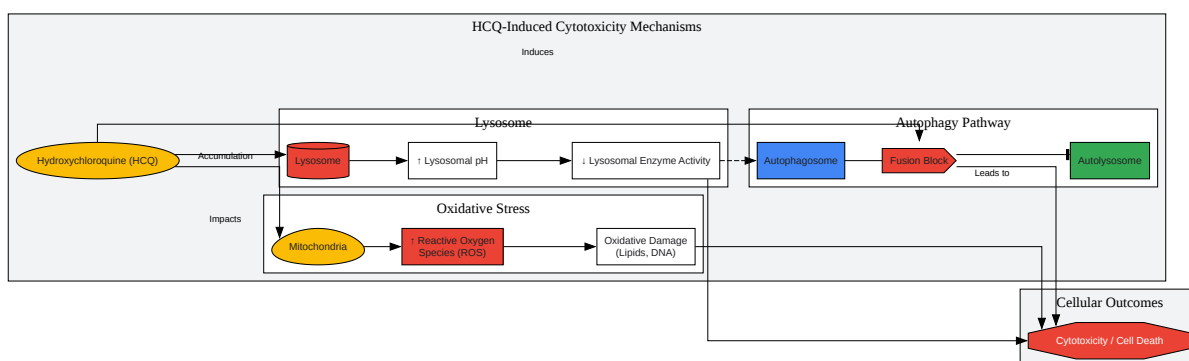 HCQ-Induced Cytotoxicity Mechanisms
Induces
Lysosome
Autophagy Pathway
Hydroxychloroquine (HCQ)
Accumulation
Lysosome
↑ Lysosomal pH
↓ Lysosomal Enzyme Activity
Autophagosome
Fusion Block
Autolysosome
Leads to
Impacts
Oxidative Stress
Mitochondria
↑ Reactive Oxygen
Species (ROS)
Oxidative Damage
(Lipids, DNA)
Cellular Outcomes
Cytotoxicity / Cell Death